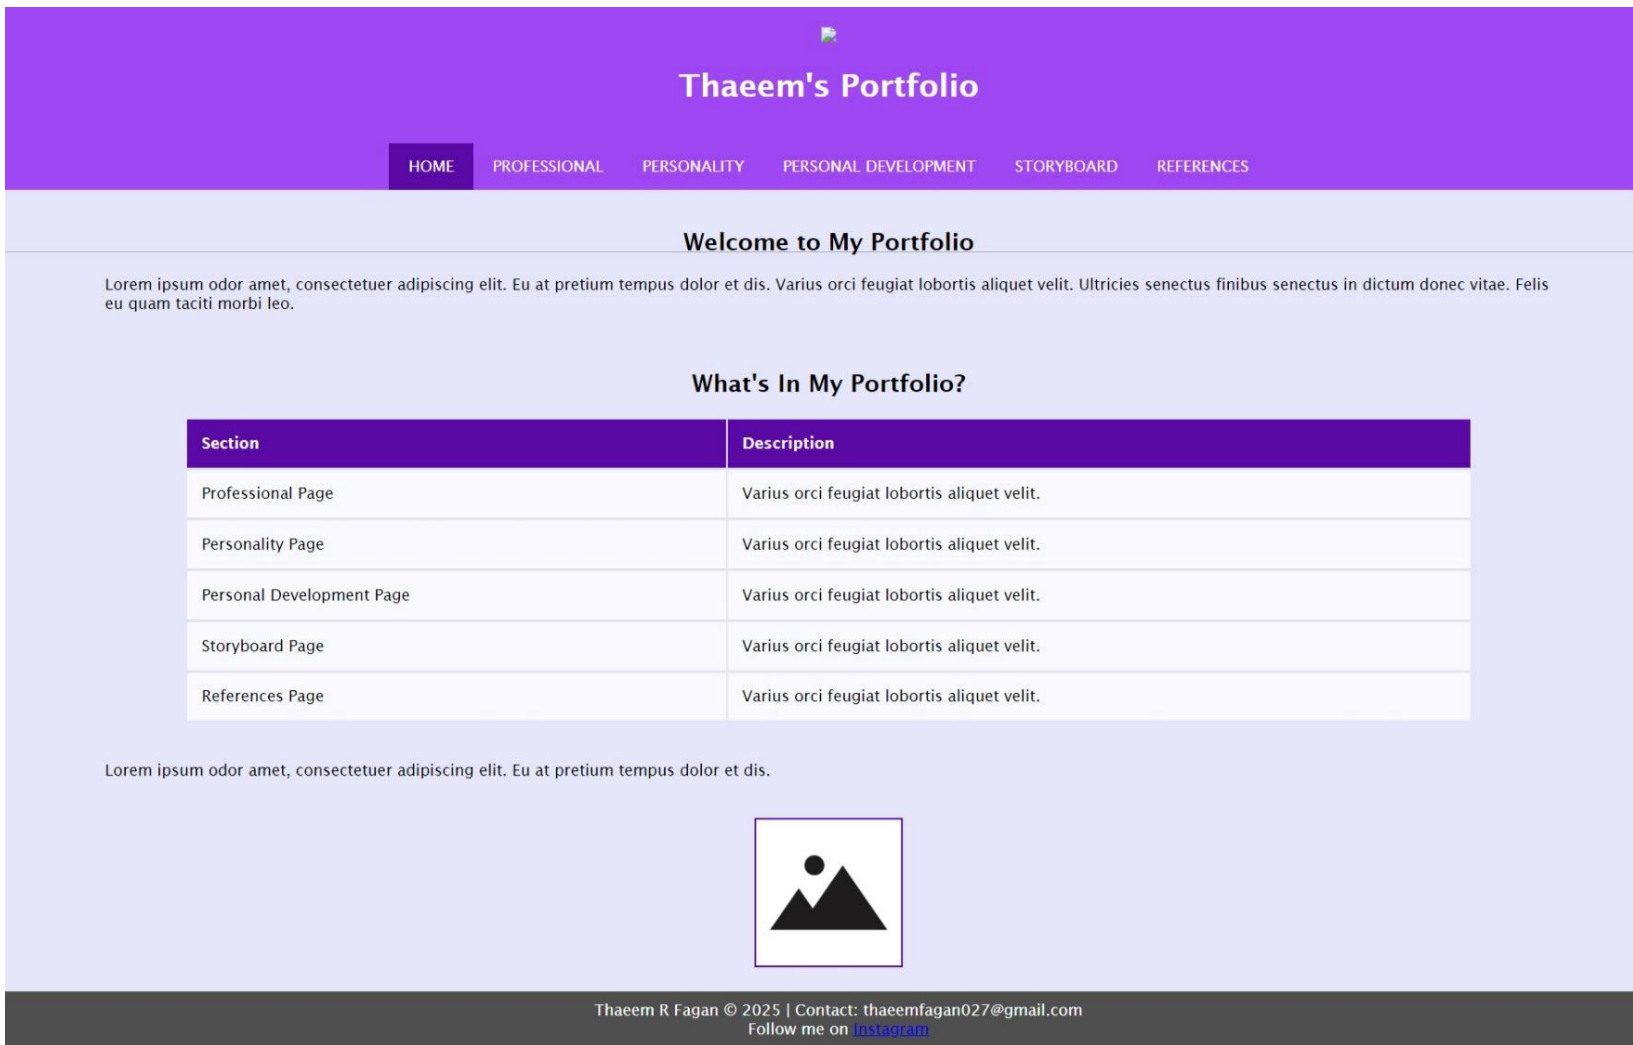 Thaeem's Portfolio
HOME PROFESSIONAL PERSONALITY PERSONAL DEVELOPMENT STORYBOARD REFERENCES
Welcome to My Portfolio
Lorem ipsum odor amet, consectetuer adipiscing elit. Eu at pretium tempus dolor et dis. Varius orci feugiat lobortis aliquet velit. Ultricies senectus finibus senectus in dictum donec vitae. Felis
eu quam taciti morbi leo.
What's In My Portfolio?
Section Description
Professional Page Varius orci feugiat lobortis aliquet velit.
Personality Page Varius orci feugiat lobortis aliquet velit.
Personal Development Page Varius orci feugiat lobortis aliquet velit.
Storyboard Page Varius orci feugiat lobortis aliquet velit.
References Page Varius orci feugiat lobortis aliquet velit.
Lorem ipsum odor amet, consectetuer adipiscing elit. Eu at pretium tempus dolor et dis.
Thaeem R Fagan © 2025 | Contact: thaeemfagan027@gmail.com
Follow me on Instagram